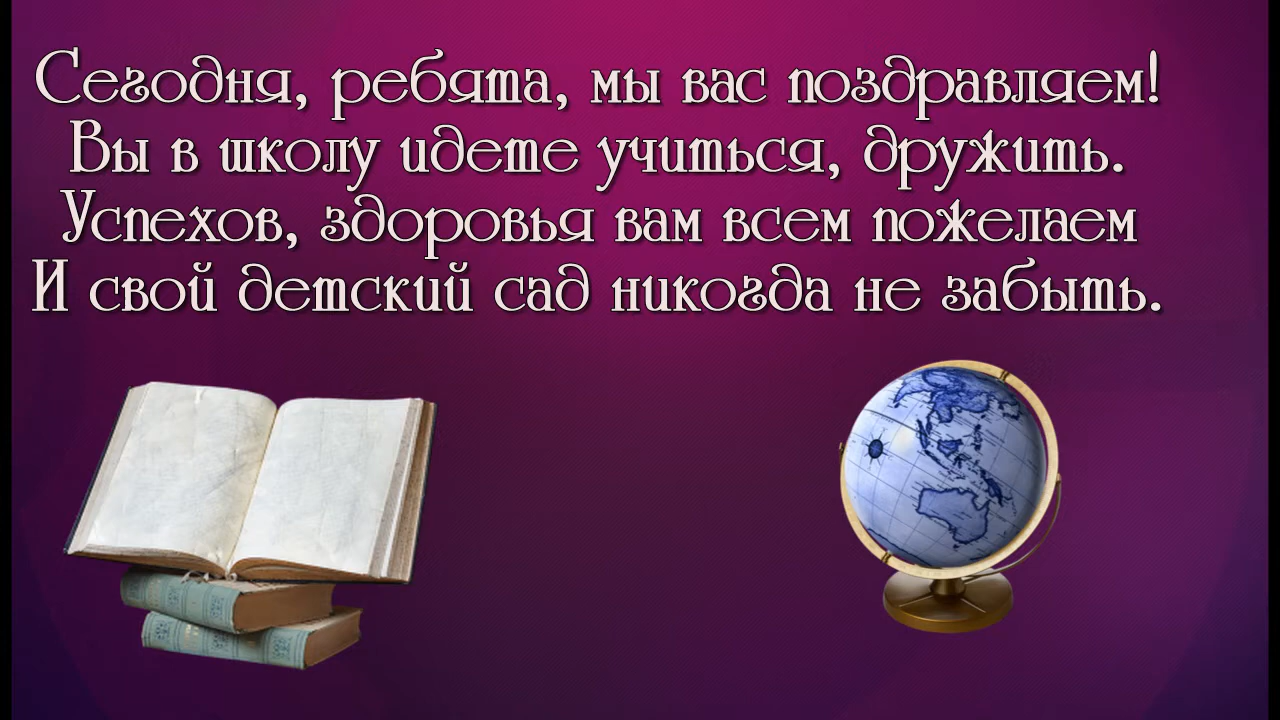 Сегодня, ребята, мы вас поздравляем!
Вы в школу идете учиться, дружить.
Успехов, здоровья вам всем пожелаем
И свой детский сад никогда не забыть.